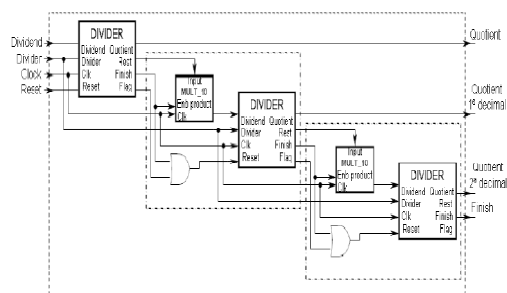 DIVIDER
Dividend
Divider
Clock
Reset
Dividend Quotient
Divider Rest
Clk Finish
Reset Flag
Quotient
Input
MULT_10
Enb product
Clk
DIVIDER
Dividend Quotient
Divider Rest
Clk Finish
Reset Flag
Quotient
1º decimal
Input
MULT_10
Enb product
Clk
DIVIDER
Dividend Quotient
Divider Rest
Clk Finish
Reset Flag
Quotient
2º decimal
Finish